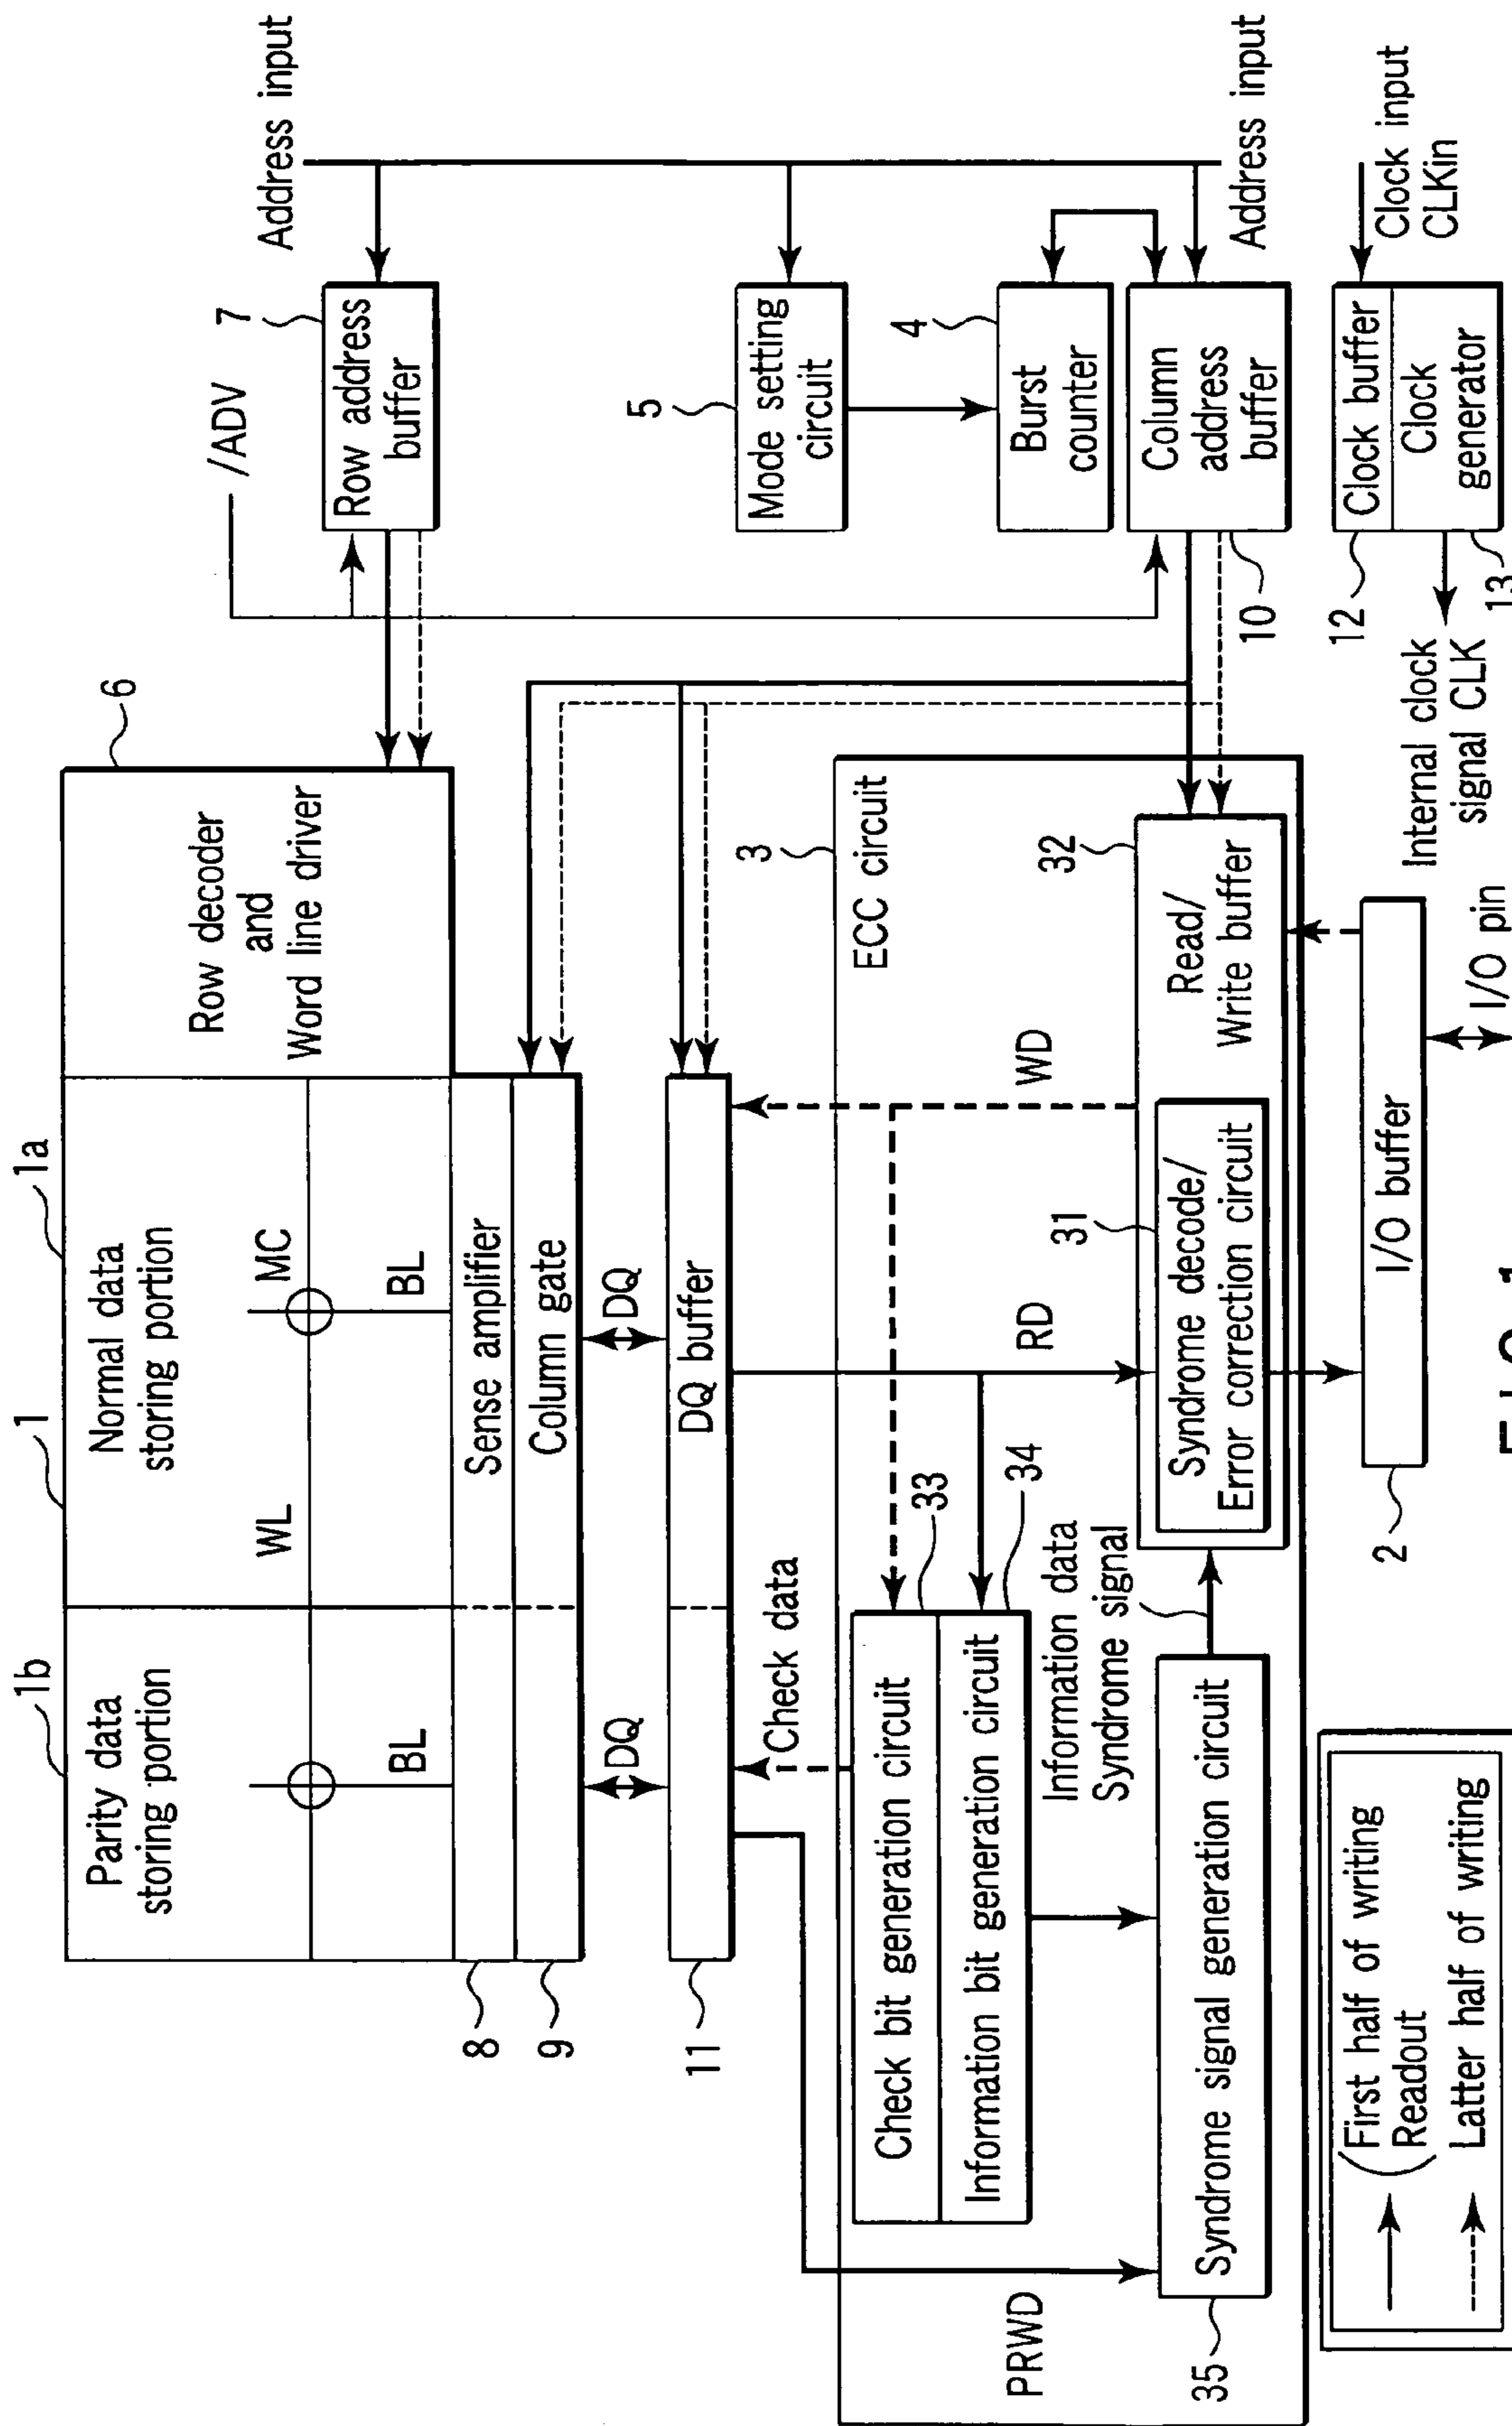 1b
1
1a
Parity data
storing portion
Normal data
storing portion
WL
MC
BL
BL
Row decoder
and
Word line driver
6
8
Sense amplifier
9
Column gate
DQ
DQ
11
DQ buffer
/ADV
7
Row address
buffer
Address input
5
Mode setting
circuit
4
Burst
counter
Column
address
buffer
10
Address input
Clock buffer
Clock
generator
12
13
Clock input
CLKin
Internal clock
signal CLK
3
ECC circuit
Check data
WD
RD
PRWD
Check bit generation circuit
33
Information bit generation circuit
34
Information data
Syndrome signal
35
Syndrome signal generation circuit
31
Syndrome decode/
Error correction circuit
32
Read/
Write buffer
2
I/O buffer
I/O pin
(First half of writing
Readout )
Latter half of writing